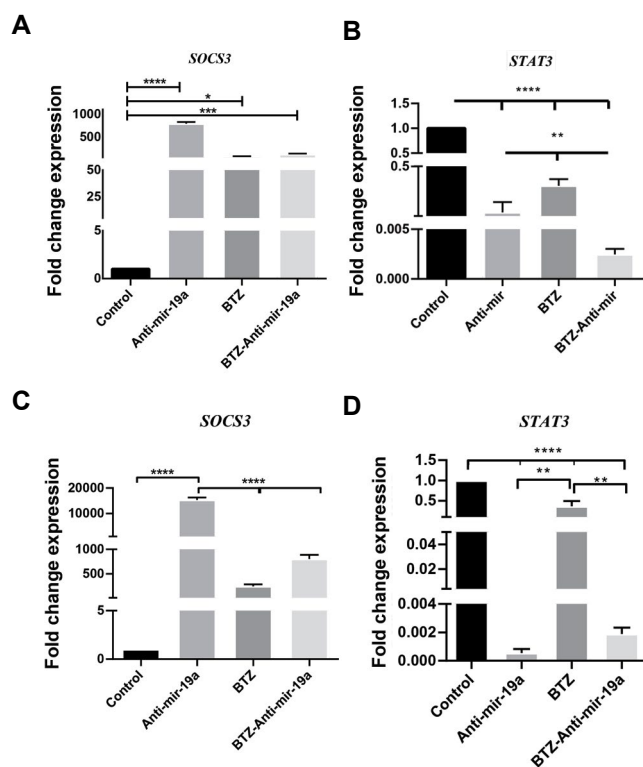 A
SOCS3
Fold change expression
1000
500
50
25
5
0
****
*
***
Control
Anti-mir-19a
BTZ
BTZ-Anti-mir-19a
B
STAT3
Fold change expression
1.5
1.0
0.5
0.5
0.005
0.000
****
**
Control
Anti-mir
BTZ
BTZ-Anti-mir
C
SOCS3
Fold change expression
20000
10000
1000
500
5
0
****
****
Control
Anti-mir-19a
BTZ
BTZ-Anti-mir-19a
D
STAT3
Fold change expression
1.5
1.0
0.5
0.04
0.02
0.004
0.002
0.000
****
**
**
Control
Anti-mir-19a
BTZ
BTZ-Anti-mir-19a